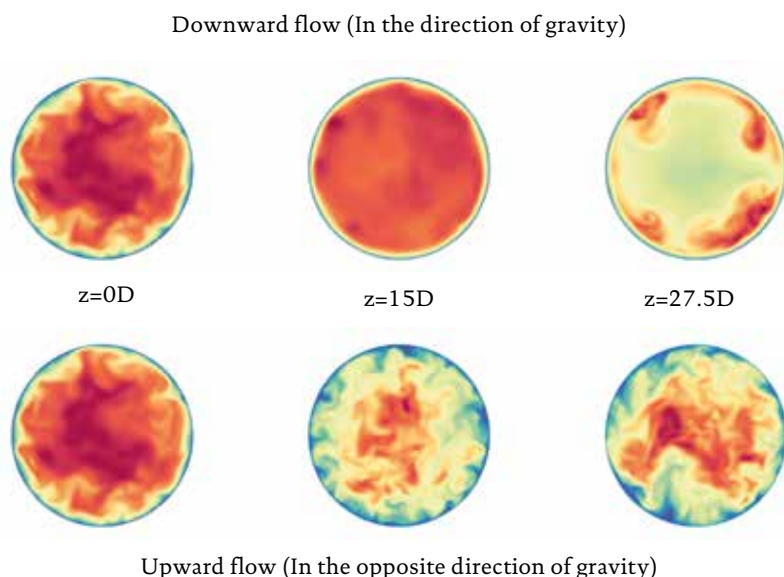 Downward flow (In the direction of gravity)
z=0D
z=15D
z=27.5D
Upward flow (In the opposite direction of gravity)